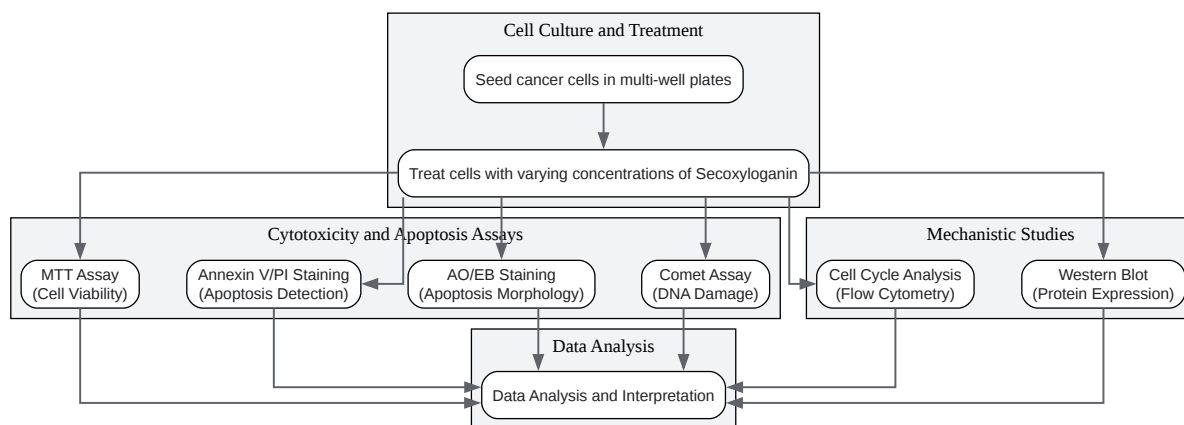 Cell Culture and Treatment
Seed cancer cells in multi-well plates
Treat cells with varying concentrations of Secoxyloganin
Cytotoxicity and Apoptosis Assays
MTT Assay
(Cell Viability)
Annexin V/PI Staining
(Apoptosis Detection)
AO/EB Staining
(Apoptosis Morphology)
Comet Assay
(DNA Damage)
Mechanistic Studies
Cell Cycle Analysis
(Flow Cytometry)
Western Blot
(Protein Expression)
Data Analysis
Data Analysis and Interpretation